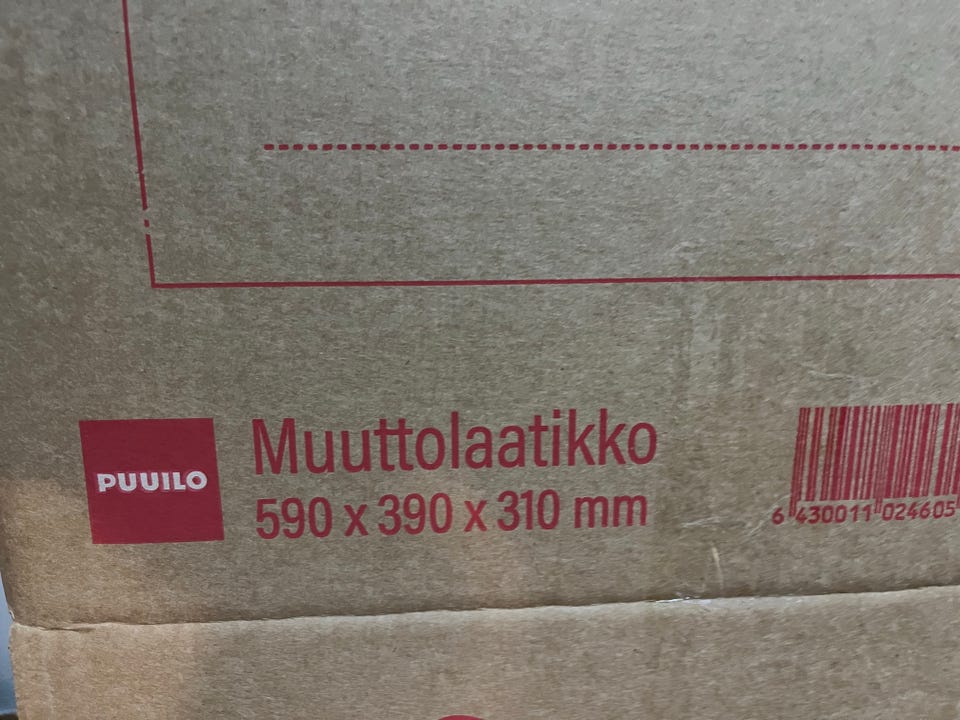 PUUILO
Muuttolaatikko
590 x 390 x 310 mm
6 430011 024605